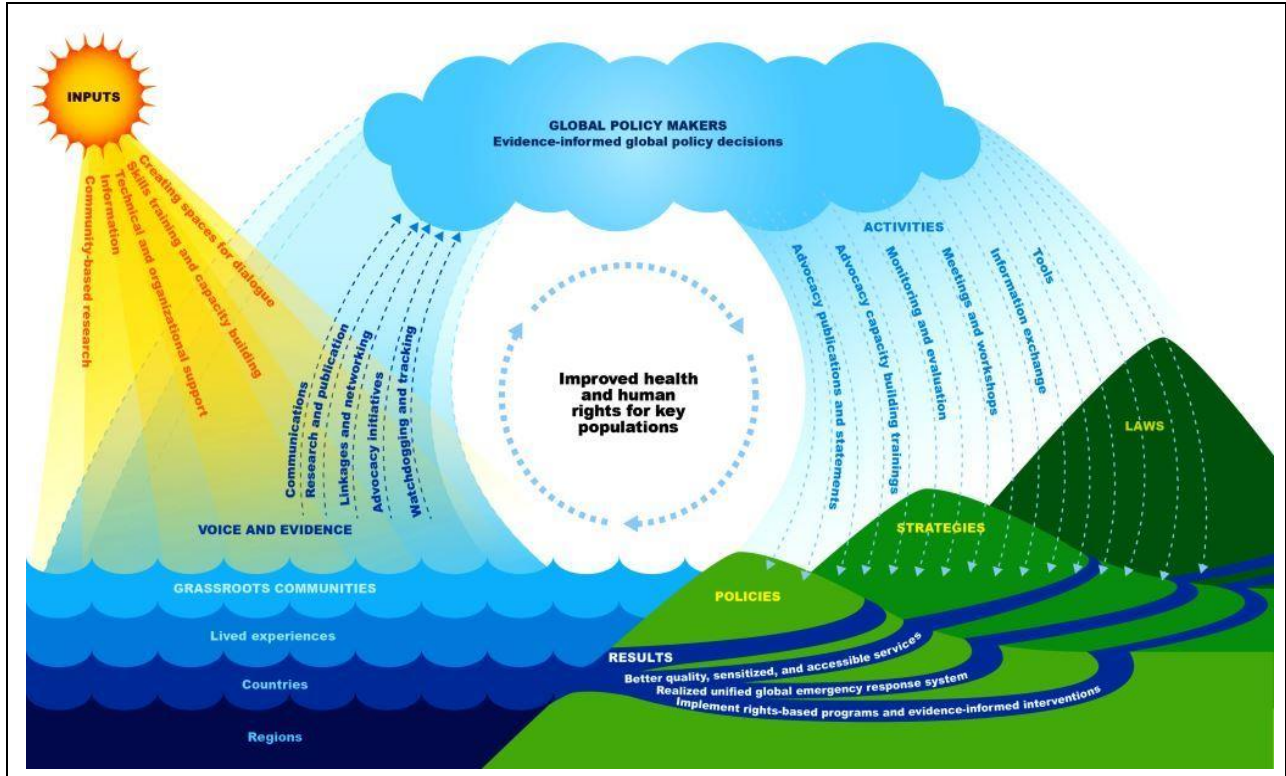 INPUTS
Community-based research
Information
Technical and organizational support
Skills training and capacity building
Creating spaces for dialogue
GLOBAL POLICY MAKERS
Evidence-informed global policy decisions
Communications
Research and publication
Linkages and networking
Advocacy initiatives
Watchdogging and tracking
VOICE AND EVIDENCE
Improved health
and human
rights for key
populations
ACTIVITIES
Advocacy publications and statements
Advocacy capacity building trainings
Monitoring and evaluation
Meetings and workshops
Information exchange
Tools
LAWS
STRATEGIES
POLICIES
GRASSROOTS COMMUNITIES
Lived experiences
Countries
Regions
RESULTS
Better quality, sensitized, and accessible services
Realized unified global emergency response system
Implement rights-based programs and evidence-informed interventions